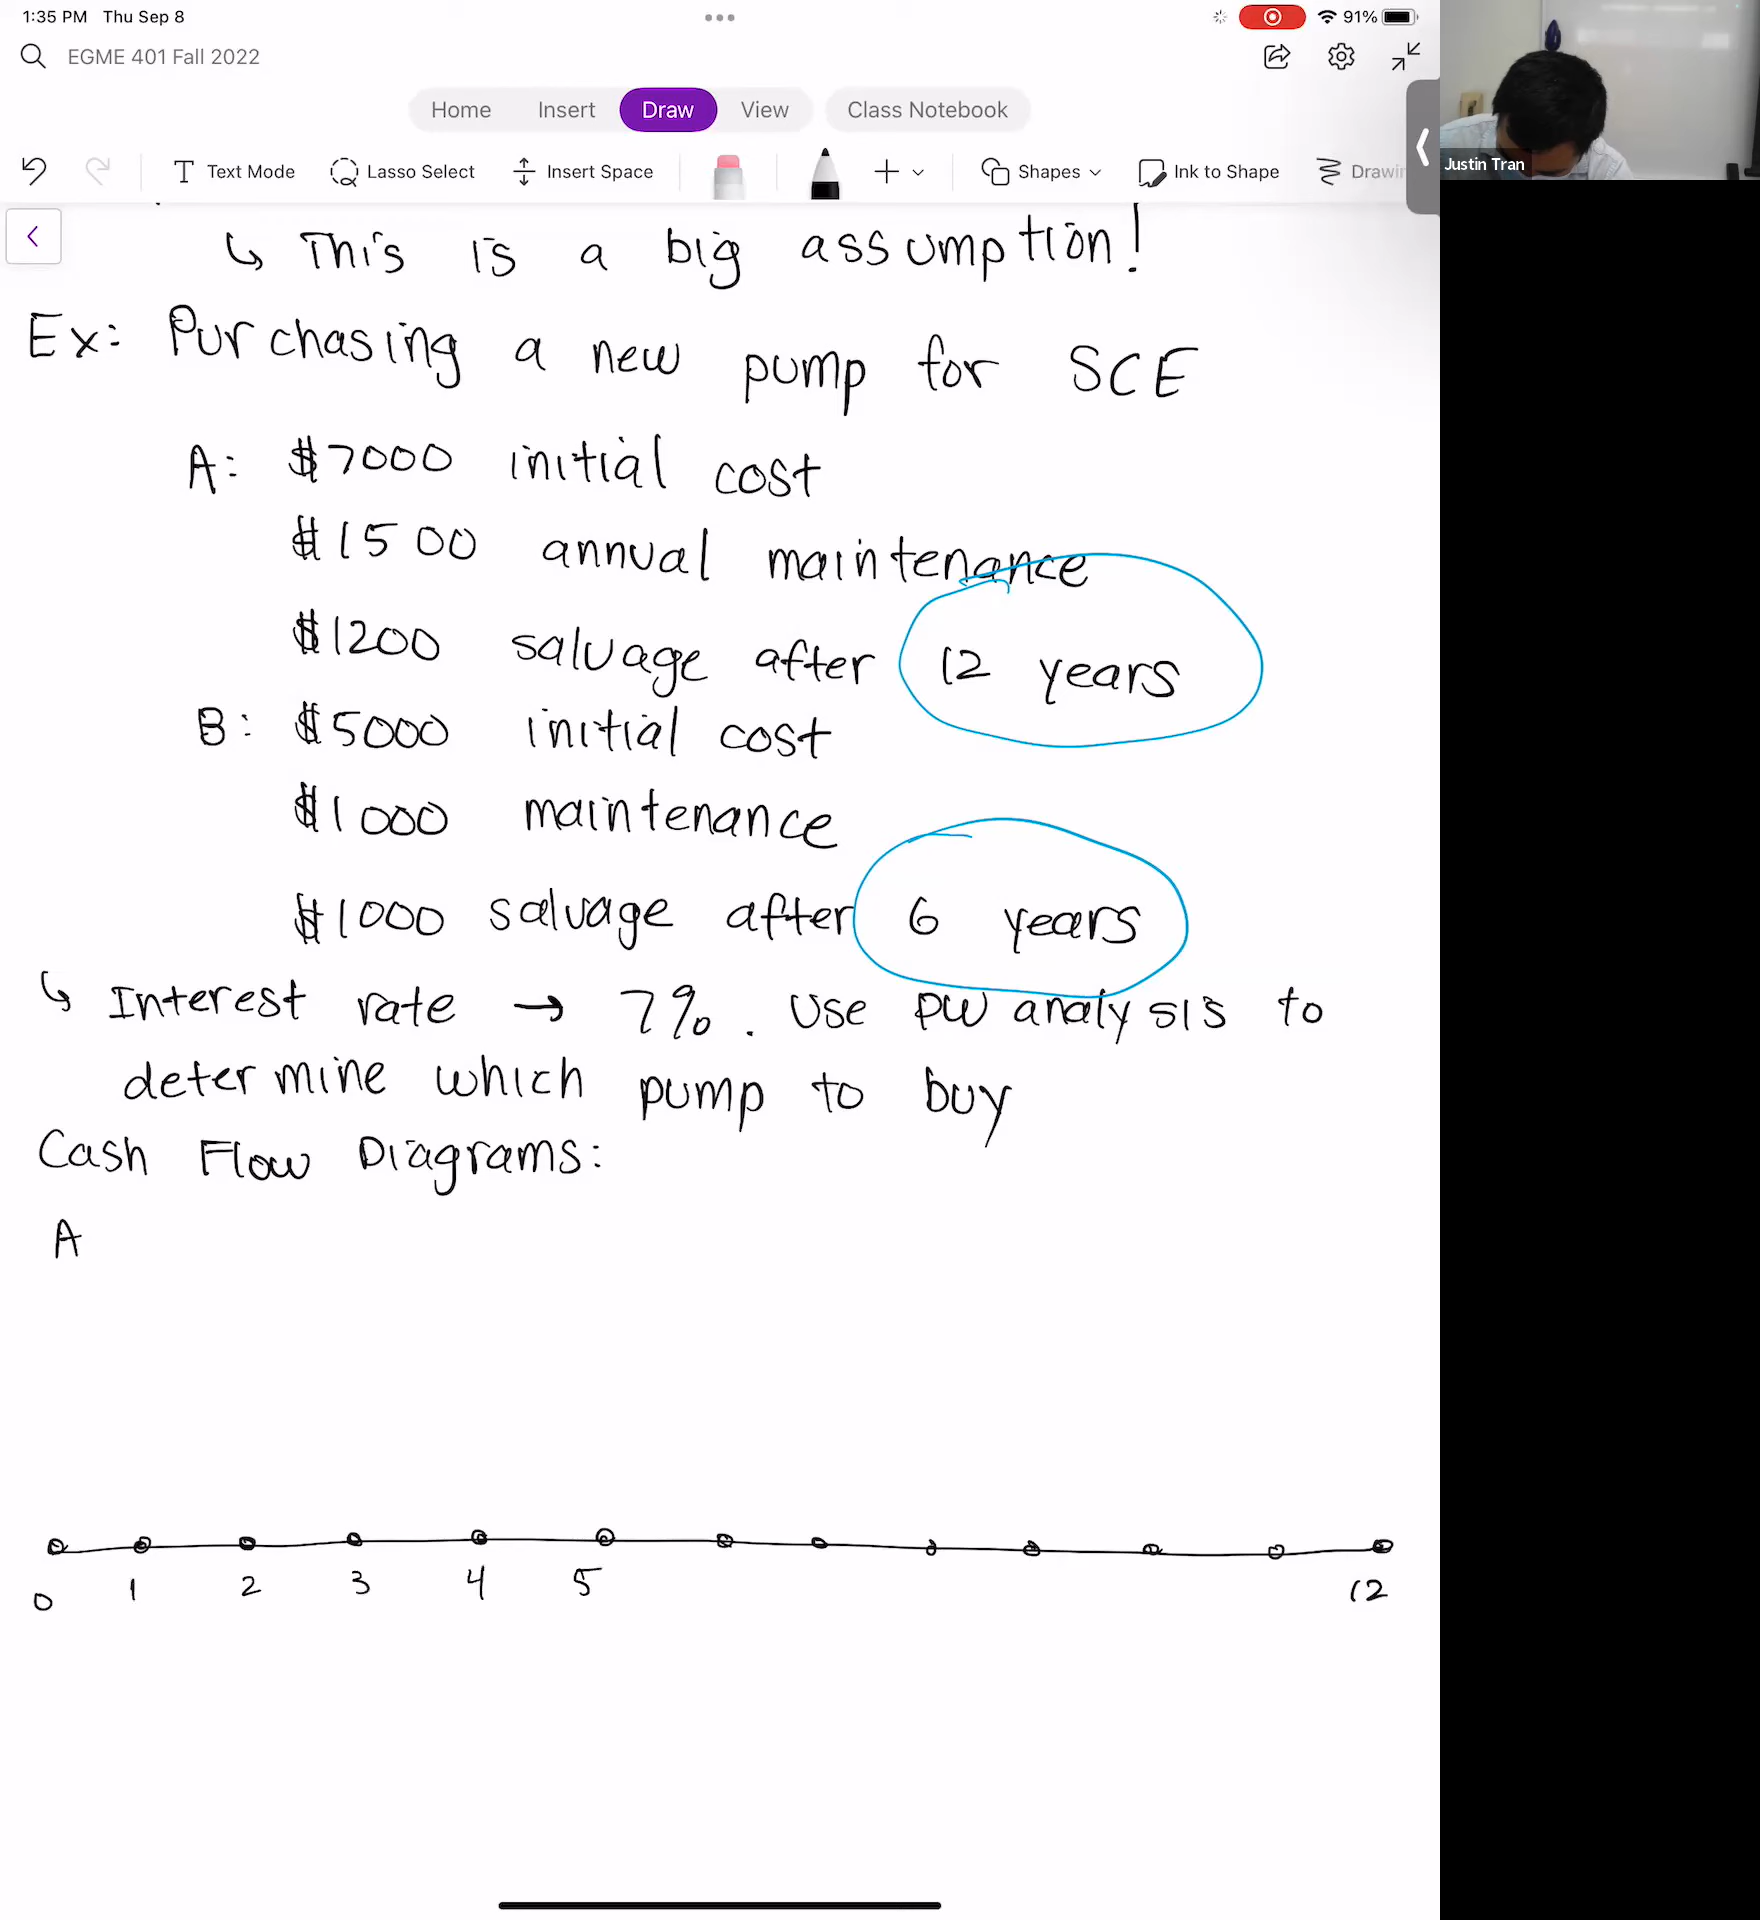 1:35 PM Thu Sep 8
91%
EGME 401 Fall 2022
Home Insert Draw View Class Notebook
Text Mode Lasso Select Insert Space Shapes Ink to Shape Drawi
Justin Tran
↳ This is a big assumption!
Ex: Purchasing a new pump for SCE
A: $7000 initial cost
$1500 annual maintenance
$1200 salvage after 12 years
B: $5000 initial cost
$1000 maintenance
$1000 salvage after 6 years
↳ Interest rate → 7%. Use PW analysis to
determine which pump to buy
Cash Flow Diagrams:
A
0 1 2 3 4 5 12